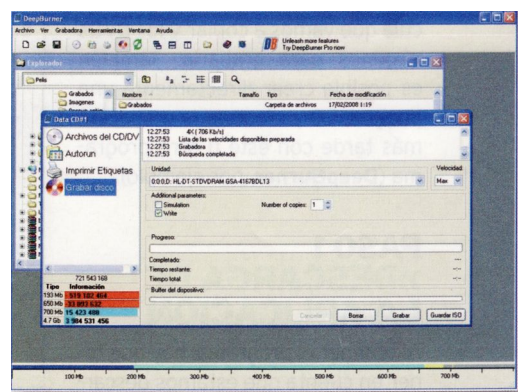 DeepBurner
Archivo Ver Grabadora Herramientas Ventana Ayuda
Unleash more features
Try DeepBurner Pro now
Explorador
Pelis
Grabados
Imagenes
Nombre Tamaño Tipo Fecha de modificación
Grabados Carpeta de archivos 17/02/2008 1:19
Data CD#1
Archivos del CD/DV
Autorun
Imprimir Etiquetas
Grabar disco
12:27:53 4X ( 706 Kb/s)
12:27:53 Lista de las velocidades disponibles preparada
12:27:53 Grabadora
12:27:53 Búsqueda completada
Unidad: Velocidad:
0:0:0,D: HL-DT-STDVDRAM GSA-4167BDL13 Max
Additional parameters:
Simulation Number of copies: 1
Write
Progreso:
Completado: ---
Tiempo restante: --:--
Tiempo total: --:--
Buffer del dispositivo:
721 543 168
Tipo Información
193 Mb -519 182 464
650 Mb -33 893 632
700 Mb 15 423 488
4.7 Gb 3 984 531 456
Cancelar Borrar Grabar Guardar ISO
100 Mb 200 Mb 300 Mb 400 Mb 500 Mb 600 Mb 700 Mb